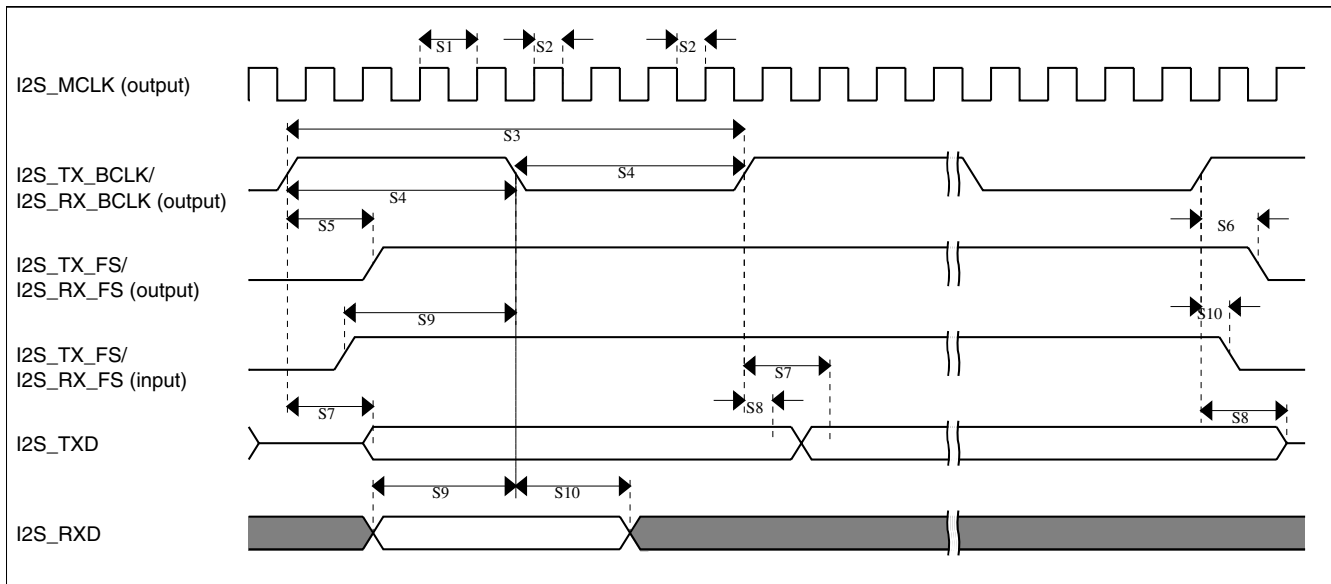 S1 S2 S2
I2S_MCLK (output)
S3
I2S_TX_BCLK/
I2S_RX_BCLK (output)
S4
S4
S5 S6
I2S_TX_FS/
I2S_RX_FS (output)
S9 S10
I2S_TX_FS/
I2S_RX_FS (input)
S7
S7 S8 S8
I2S_TXD
S9 S10
I2S_RXD